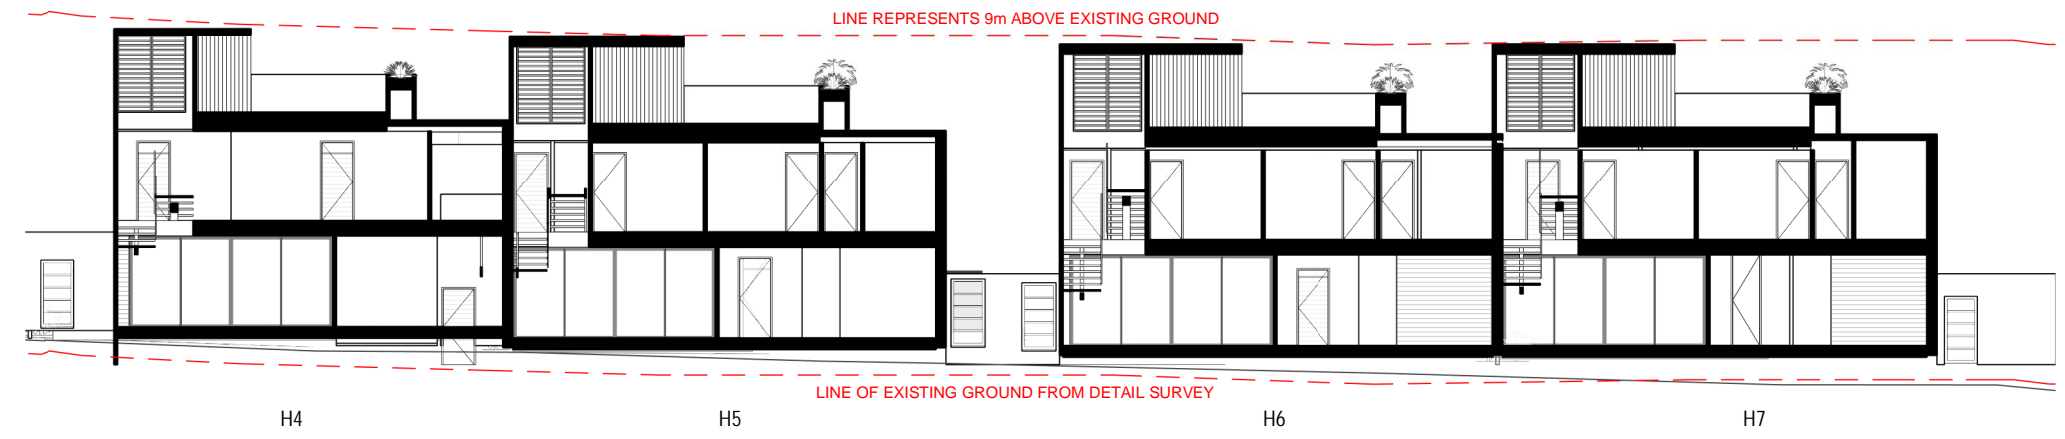 LINE REPRESENTS 9m ABOVE EXISTING GROUND
LINE OF EXISTING GROUND FROM DETAIL SURVEY
H4
H5
H6
H7